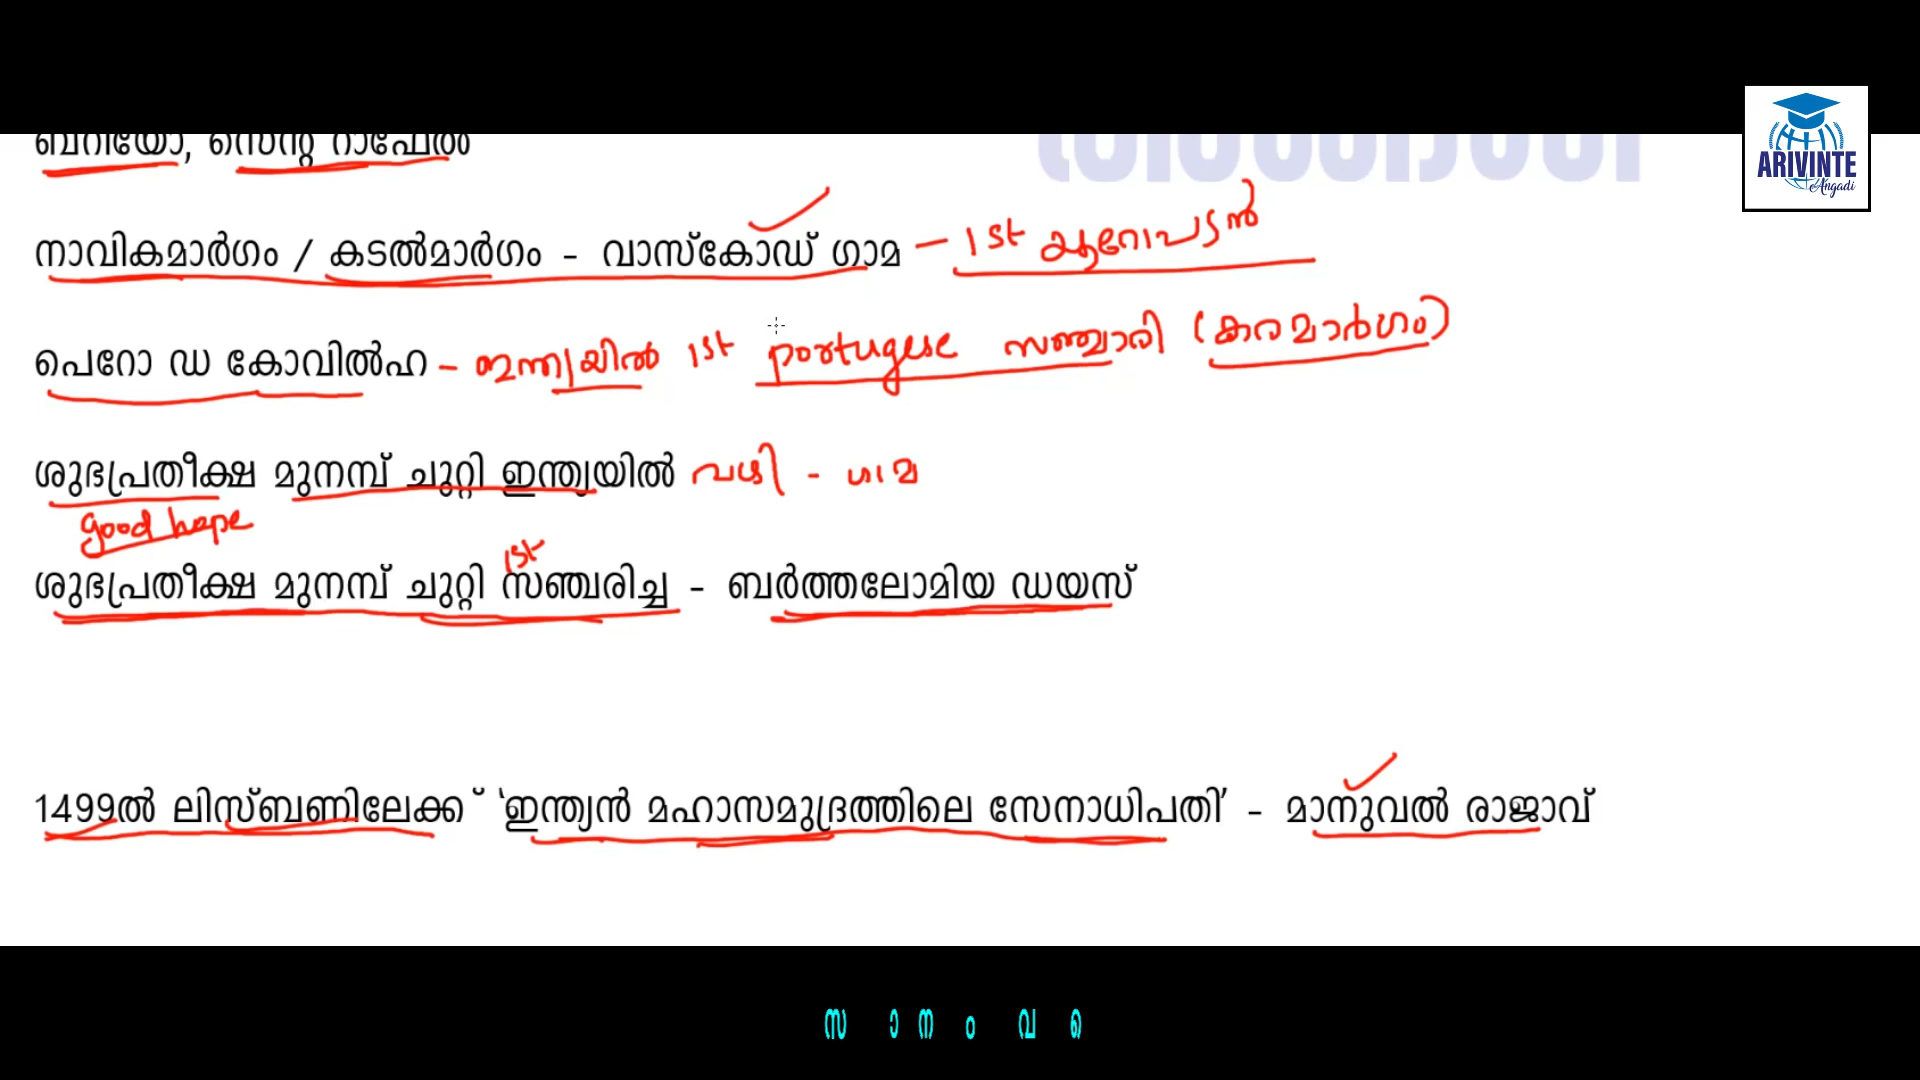 ബറിയോ, സെന്റ് റാഫേൽ
നാവികമാർഗം / കടൽമാർഗം - വാസ്കോഡ് ഗാമ - 1st യൂറോപ്യൻ
പെറോ ഡ കോവിൽഹ - ഇന്ത്യയിൽ 1st portugese സഞ്ചാരി (കരമാർഗം)
ശുഭപ്രതീക്ഷ മുനമ്പ് ചുറ്റി ഇന്ത്യയിൽ വഴി - ഗാമ
good hope
1st
ശുഭപ്രതീക്ഷ മുനമ്പ് ചുറ്റി സഞ്ചരിച്ച - ബർത്തലോമിയ ഡയസ്
1499ൽ ലിസ്ബണിലേക്ക് ‘ഇന്ത്യൻ മഹാസമുദ്രത്തിലെ സേനാധിപതി’ - മാനുവൽ രാജാവ്
ARIVINTE
Angadi